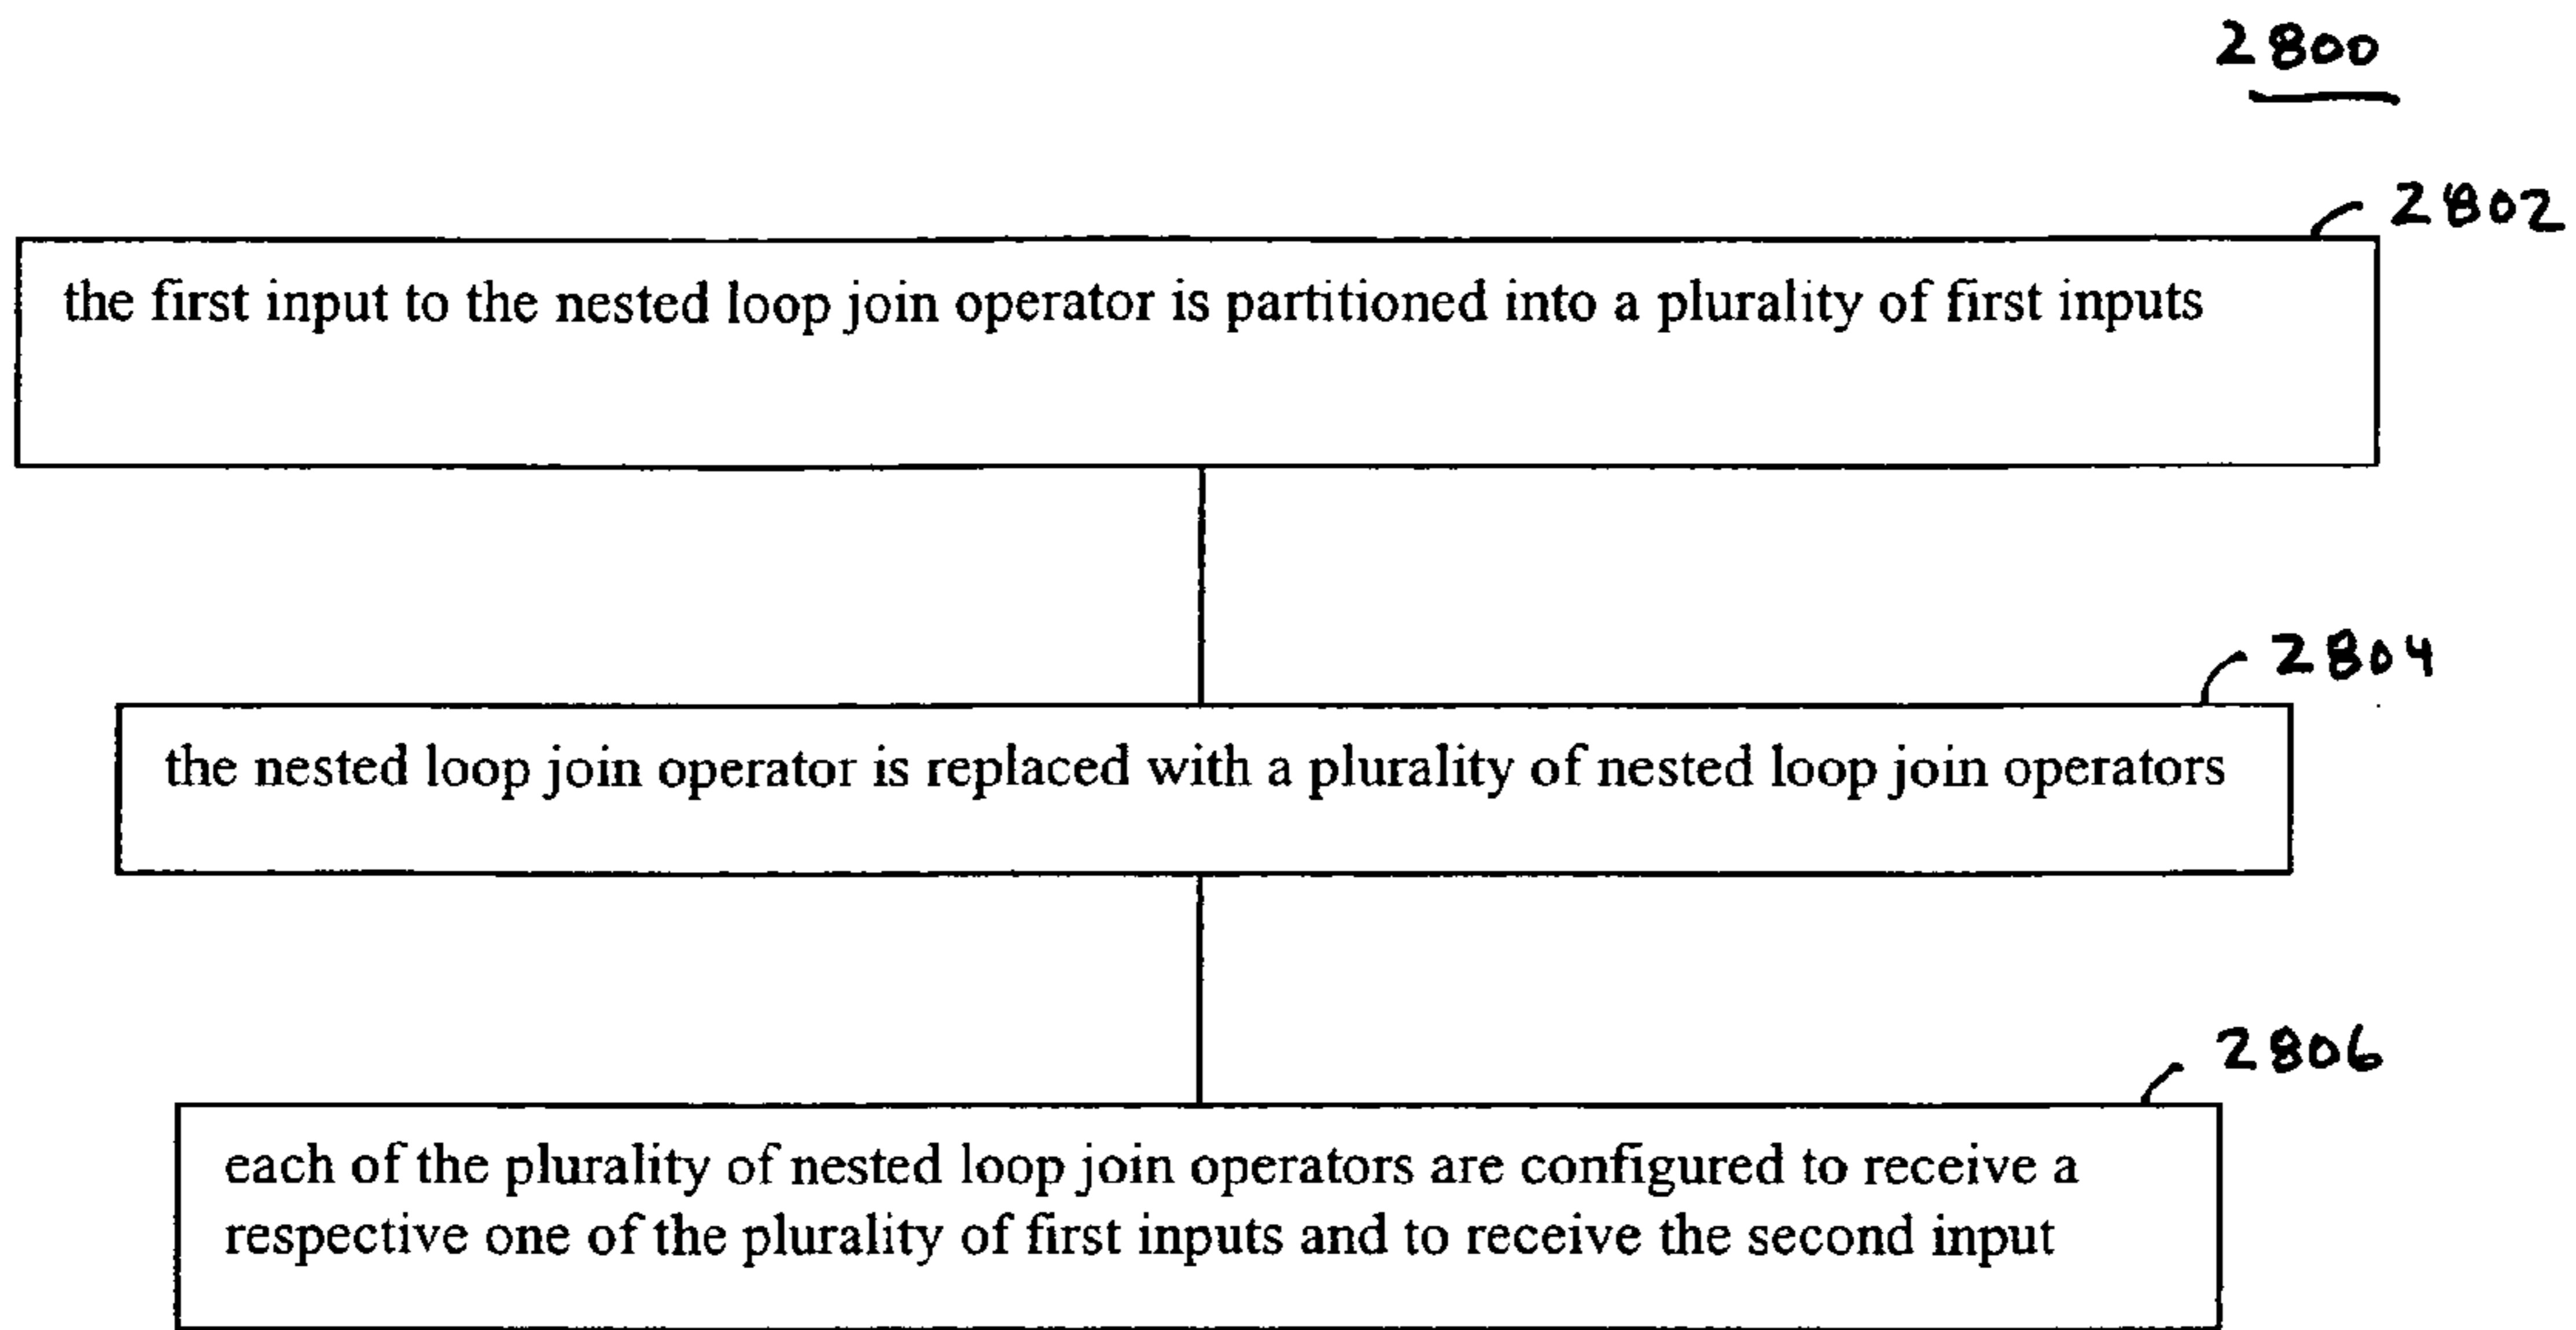 2800
2802
the first input to the nested loop join operator is partitioned into a plurality of first inputs
2804
the nested loop join operator is replaced with a plurality of nested loop join operators
2806
each of the plurality of nested loop join operators are configured to receive a
respective one of the plurality of first inputs and to receive the second input